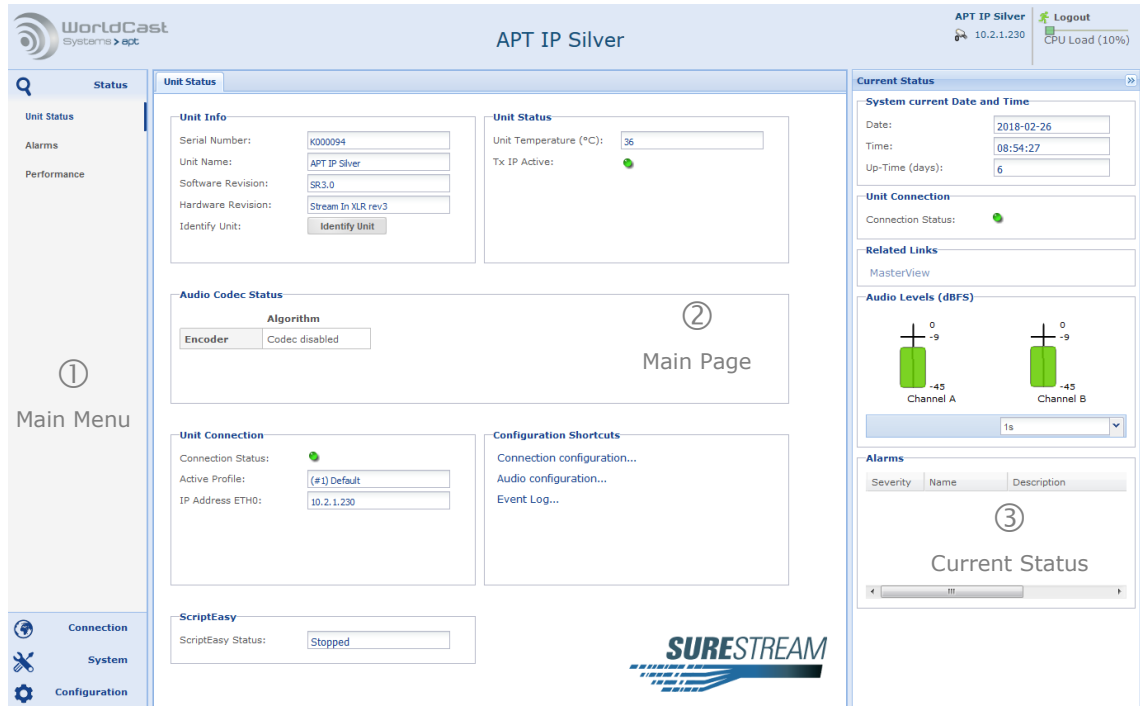 WorldCast
Systems > apt
APT IP Silver
APT IP Silver
10.2.1.230
Logout
CPU Load (10%)
Status
Unit Status
Alarms
Performance
①
Main Menu
Connection
System
Configuration
Unit Status
Unit Info
Serial Number: K000094
Unit Name: APT IP Silver
Software Revision: SR3.0
Hardware Revision: Stream In XLR rev3
Identify Unit: Identify Unit
Unit Status
Unit Temperature (°C): 36
Tx IP Active:
Audio Codec Status
Algorithm
Encoder Codec disabled
②
Main Page
Unit Connection
Connection Status:
Active Profile: (#1) Default
IP Address ETH0: 10.2.1.230
Configuration Shortcuts
Connection configuration...
Audio configuration...
Event Log...
ScriptEasy
ScriptEasy Status: Stopped
SURESTREAM
Current Status
System current Date and Time
Date: 2018-02-26
Time: 08:54:27
Up-Time (days): 6
Unit Connection
Connection Status:
Related Links
MasterView
Audio Levels (dBFS)
0 0
-9 -9
-45 -45
Channel A Channel B
1s
Alarms
Severity Name Description
③
Current Status